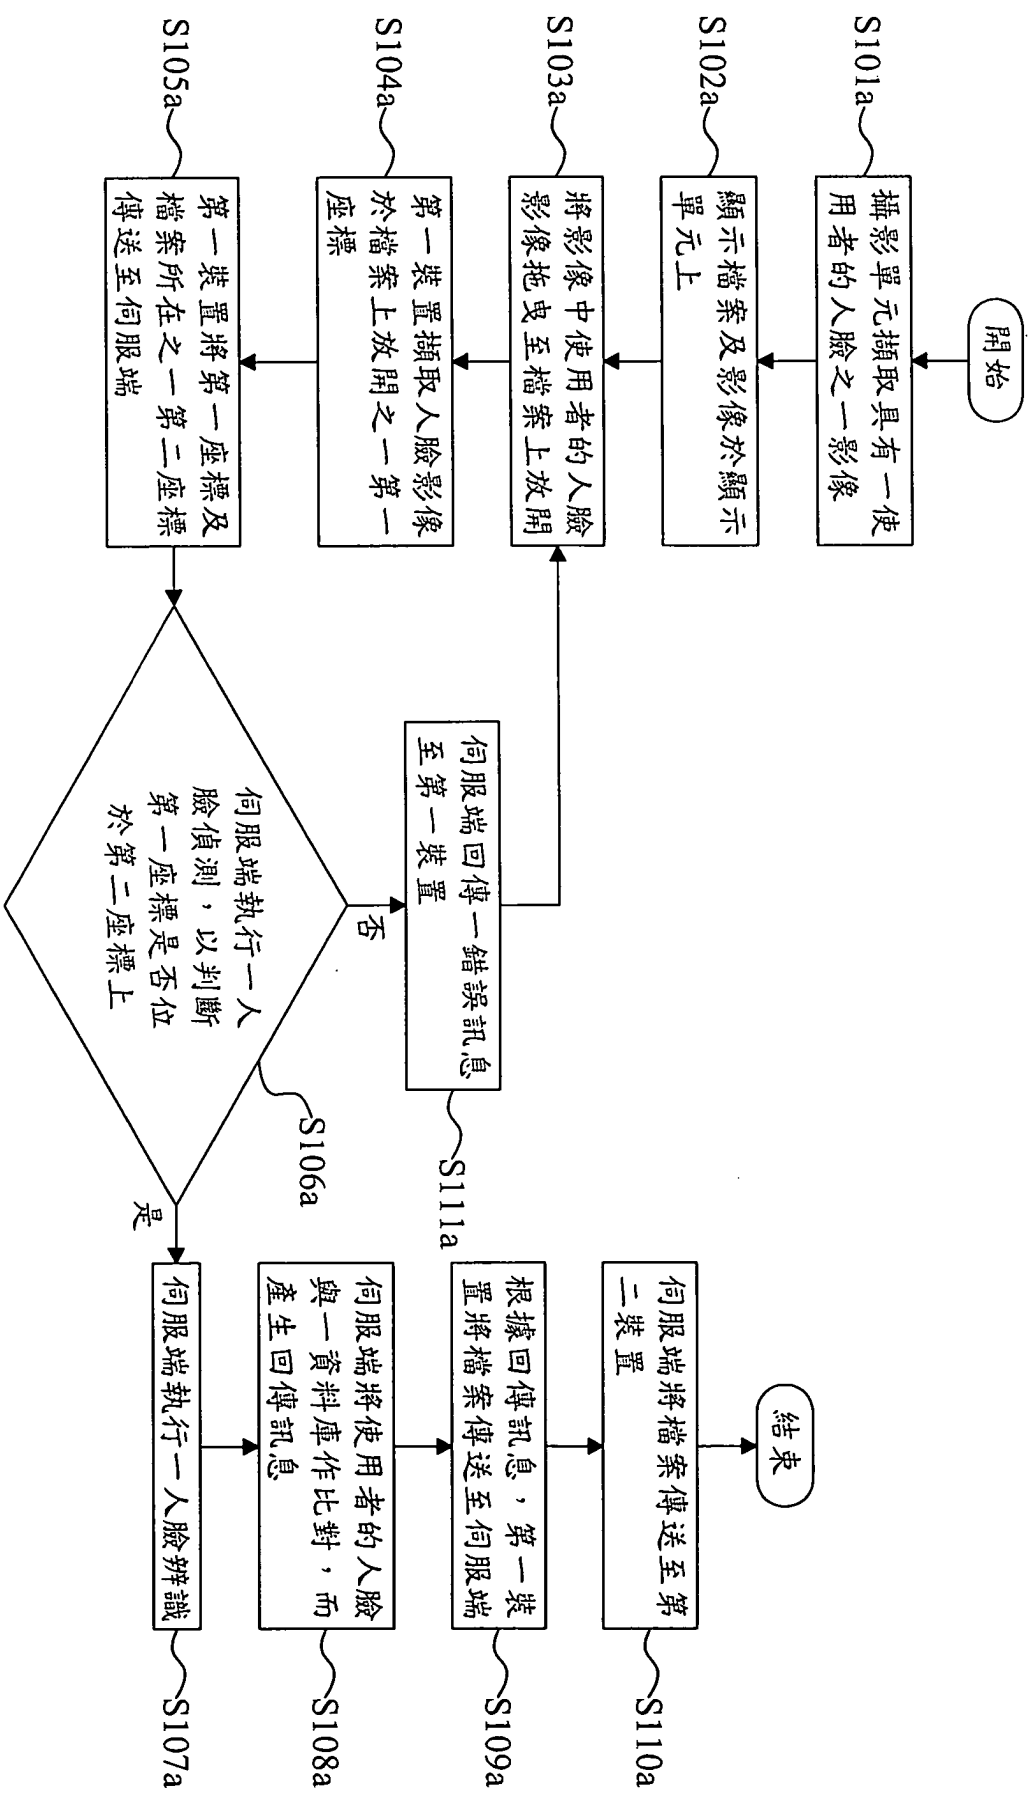 開始
S101a
攝影單元擷取具有一使
用者的人臉之一影像
S102a
顯示檔案及影像於顯示
單元上
S103a
將影像中使用者的人臉
影像拖曳至檔案上放開
S104a
第一裝置擷取人臉影像
於檔案上放開之一第一
座標
S105a
第一裝置將第一座標及
檔案所在之一第二座標
傳送至伺服端
伺服端執行一人
臉偵測，以判斷
第一座標是否位
於第二座標上
S106a
否
伺服端回傳一錯誤訊息
至第一裝置
S111a
是
伺服端執行一人臉辨識
S107a
伺服端將使用者的人臉
與一資料庫作比對，而
產生回傳訊息
S108a
根據回傳訊息，第一裝
置將檔案傳送至伺服端
S109a
伺服端將檔案傳送至第
二裝置
S110a
結束